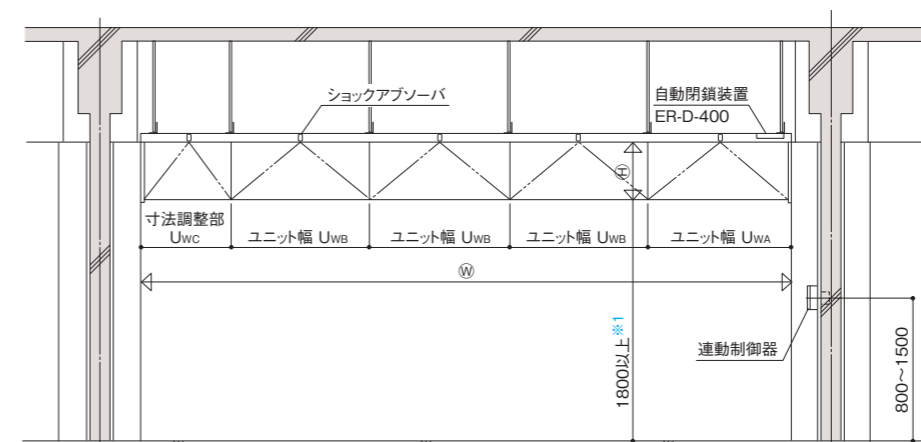 ショックアブソーバ
自動閉鎖装置
ER-D-400
Ⓗ
寸法調整部
UWC
ユニット幅 UWB
ユニット幅 UWB
ユニット幅 UWB
ユニット幅 UWA
Ⓦ
1800以上※1
連動制御器
800〜1500